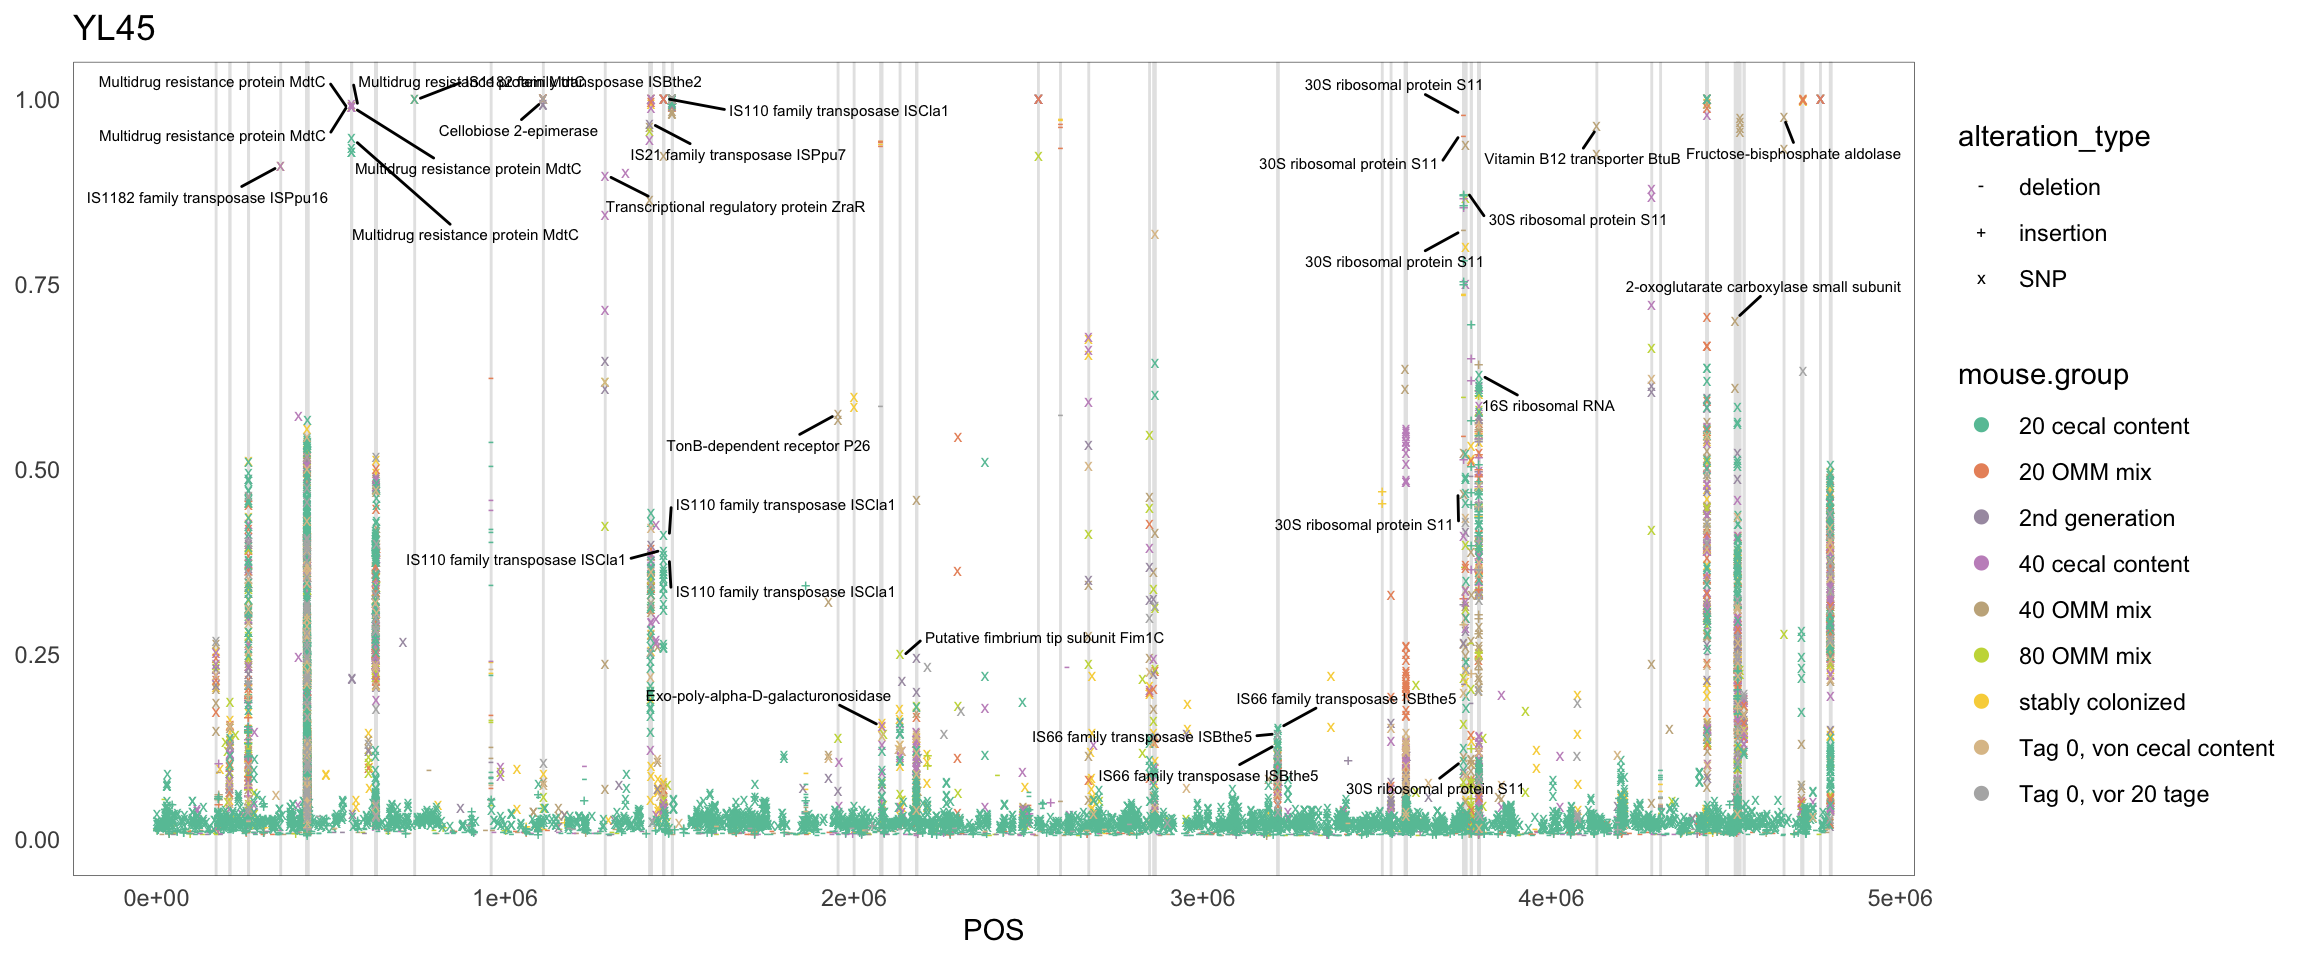 YL45
Multidrug resistance protein MdtC
Multidrug resistance protein MdtC
IS1182 family transposase ISBthe2
30S ribosomal protein S11
1.00
IS110 family transposase ISCla1
Cellobiose 2-epimerase
Multidrug resistance protein MdtC
IS21 family transposase ISPpu7
30S ribosomal protein S11
Vitamin B12 transporter BtuB
Fructose-bisphosphate aldolase
Multidrug resistance protein MdtC
IS1182 family transposase ISPpu16
Transcriptional regulatory protein ZraR
30S ribosomal protein S11
Multidrug resistance protein MdtC
30S ribosomal protein S11
0.75
2-oxoglutarate carboxylase small subunit
16S ribosomal RNA
TonB-dependent receptor P26
0.50
IS110 family transposase ISCla1
30S ribosomal protein S11
IS110 family transposase ISCla1
IS110 family transposase ISCla1
Putative fimbrium tip subunit Fim1C
0.25
Exo-poly-alpha-D-galacturonosidase
IS66 family transposase ISBthe5
IS66 family transposase ISBthe5
IS66 family transposase ISBthe5
30S ribosomal protein S11
0.00
0e+00
1e+06
2e+06
3e+06
4e+06
5e+06
POS
alteration_type
- deletion
+ insertion
x SNP
mouse.group
20 cecal content
20 OMM mix
2nd generation
40 cecal content
40 OMM mix
80 OMM mix
stably colonized
Tag 0, von cecal content
Tag 0, vor 20 tage